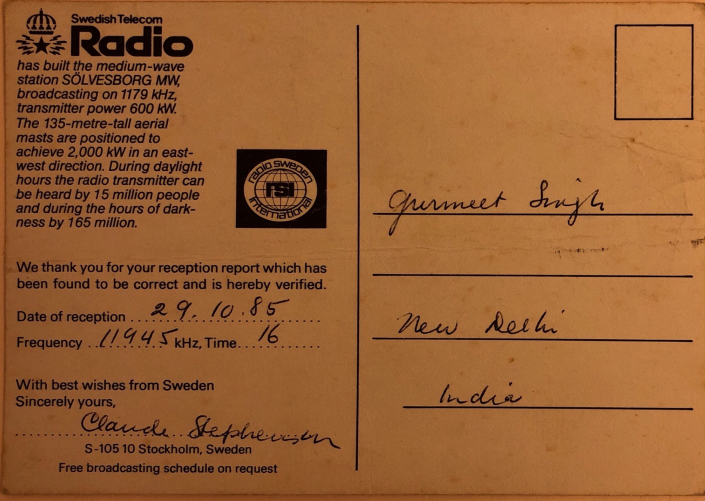 Swedish Telecom
Radio
has built the medium-wave
station SÖLVESBORG MW,
broadcasting on 1179 kHz,
transmitter power 600 kW.
The 135-metre-tall aerial
masts are positioned to
achieve 2,000 kW in an east-
west direction. During daylight
hours the radio transmitter can
be heard by 15 million people
and during the hours of dark-
ness by 165 million.
radio sweden
rsi
international
We thank you for your reception report which has
been found to be correct and is hereby verified.
Date of reception 29.10.85
Frequency 11945 kHz, Time 16
With best wishes from Sweden
Sincerely yours,
Claude Stephenson
S-105 10 Stockholm, Sweden
Free broadcasting schedule on request
Gurmeet Singh
New Delhi
India